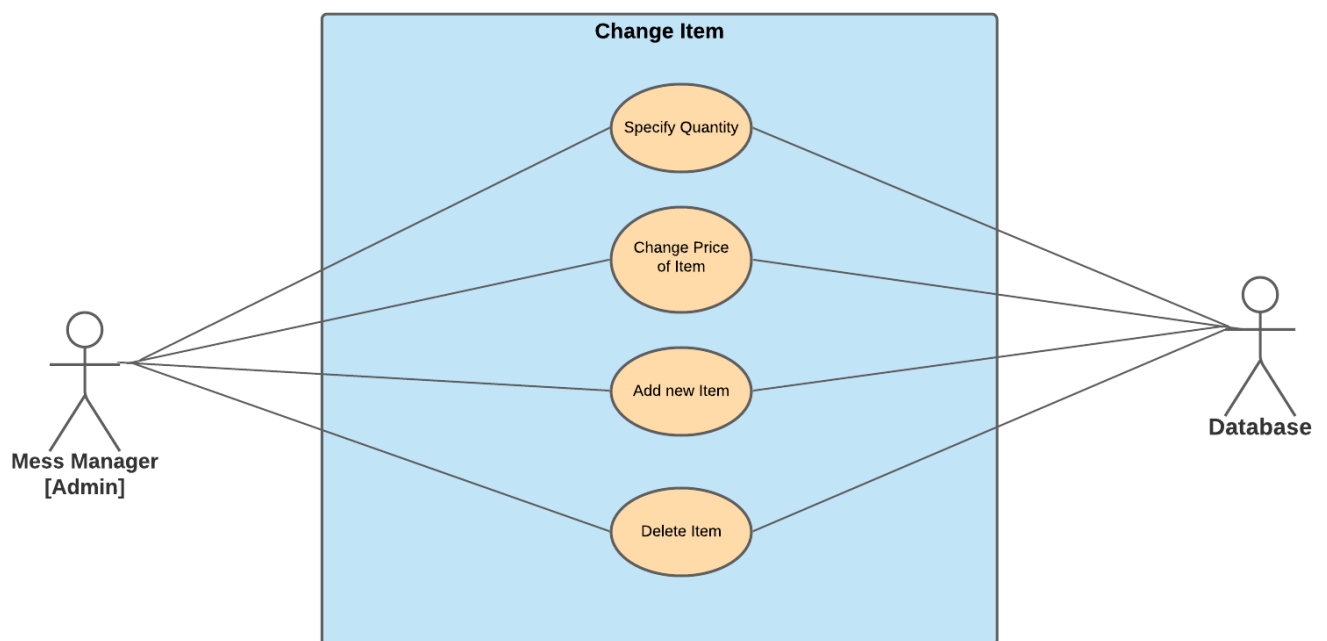 Change Item
Specify Quantity
Change Price
of Item
Add new Item
Delete Item
Mess Manager
[Admin]
Database